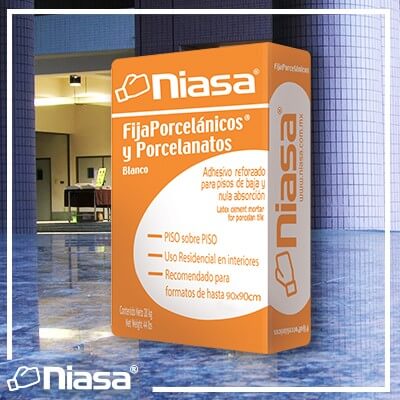 Niasa®
FijaPorcelánicos®
y Porcelanatos
Blanco
Adhesivo reforzado
para pisos de baja y
nula absorción
Latex cement mortar
for porcelain tile
PISO sobre PISO
Uso Residencial en interiores
Recomendado para
formatos de hasta 90x90cm
Contenido Neto: 20 kg
Net Weight: 44 lbs
FijaPorcelánicos
Niasa®
www.niasa.com.mx
Niasa®